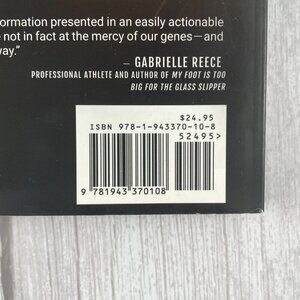 ormation presented in an easily actionable
not in fact at the mercy of our genes—and
way.”
— GABRIELLE REECE
PROFESSIONAL ATHLETE AND AUTHOR OF MY FOOT IS TOO
BIG FOR THE GLASS SLIPPER
$24.95
ISBN 978-1-943370-10-8
52495>
9 781943 370108